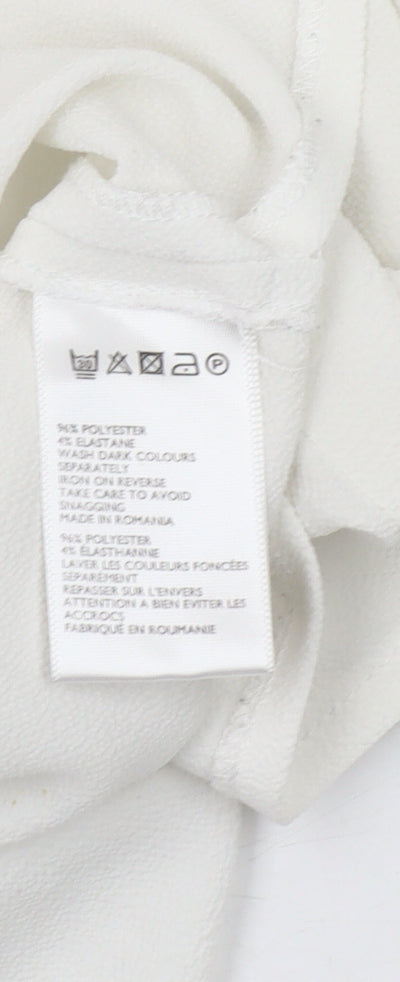 30 P
96% POLYESTER
4% ELASTANE
WASH DARK COLOURS
SEPARATELY
IRON ON REVERSE
TAKE CARE TO AVOID
SNAGGING
MADE IN ROMANIA
96% POLYESTER
4% ELASTHANNE
LAVER LES COULEURS FONCÉES
SEPAREMENT
REPASSER SUR L'ENVERS
ATTENTION A BIEN EVITER LES
ACCROCS
FABRIQUÉ EN ROUMANIE